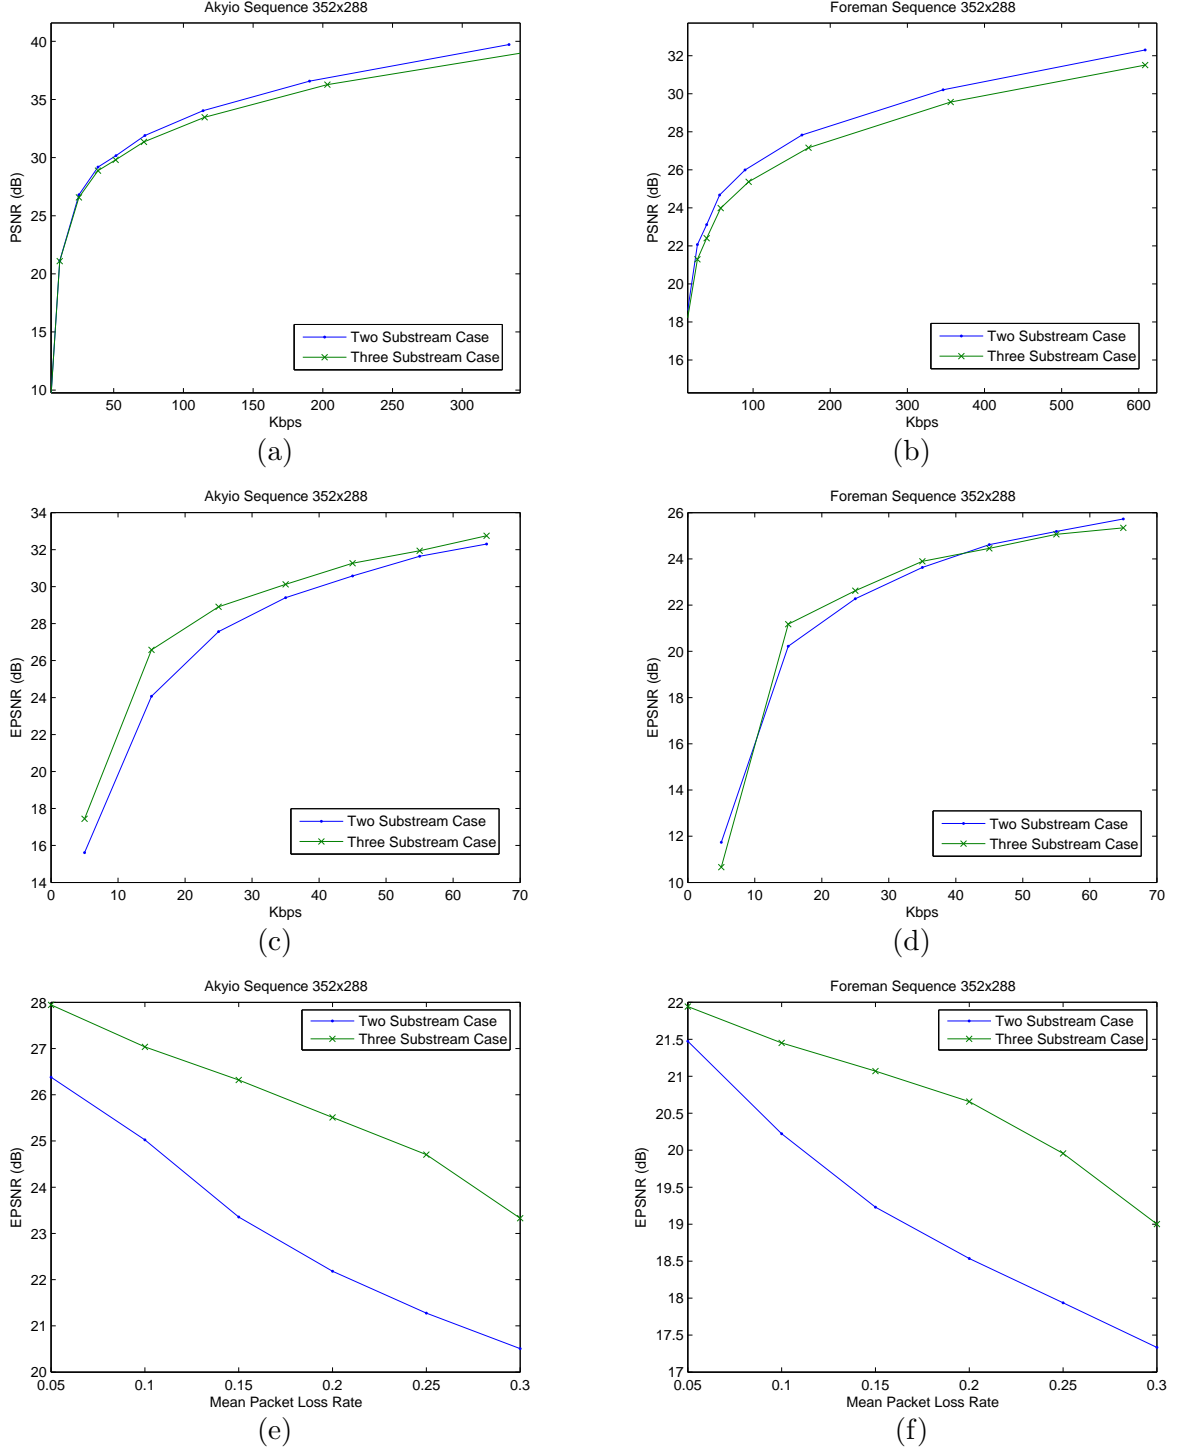 Akyio Sequence 352x288
40
35
30
25
20
15
10
PSNR (dB)
50 100 150 200 250 300
Kbps
Two Substream Case
Three Substream Case
(a)
Foreman Sequence 352x288
32
30
28
26
24
22
20
18
16
PSNR (dB)
100 200 300 400 500 600
Kbps
Two Substream Case
Three Substream Case
(b)
Akyio Sequence 352x288
34
32
30
28
26
24
22
20
18
16
14
EPSNR (dB)
0 10 20 30 40 50 60 70
Kbps
Two Substream Case
Three Substream Case
(c)
Foreman Sequence 352x288
26
24
22
20
18
16
14
12
10
EPSNR (dB)
0 10 20 30 40 50 60 70
Kbps
Two Substream Case
Three Substream Case
(d)
Akyio Sequence 352x288
28
27
26
25
24
23
22
21
20
EPSNR (dB)
0.05 0.1 0.15 0.2 0.25 0.3
Mean Packet Loss Rate
Two Substream Case
Three Substream Case
(e)
Foreman Sequence 352x288
22
21.5
21
20.5
20
19.5
19
18.5
18
17.5
17
EPSNR (dB)
0.05 0.1 0.15 0.2 0.25 0.3
Mean Packet Loss Rate
Two Substream Case
Three Substream Case
(f)